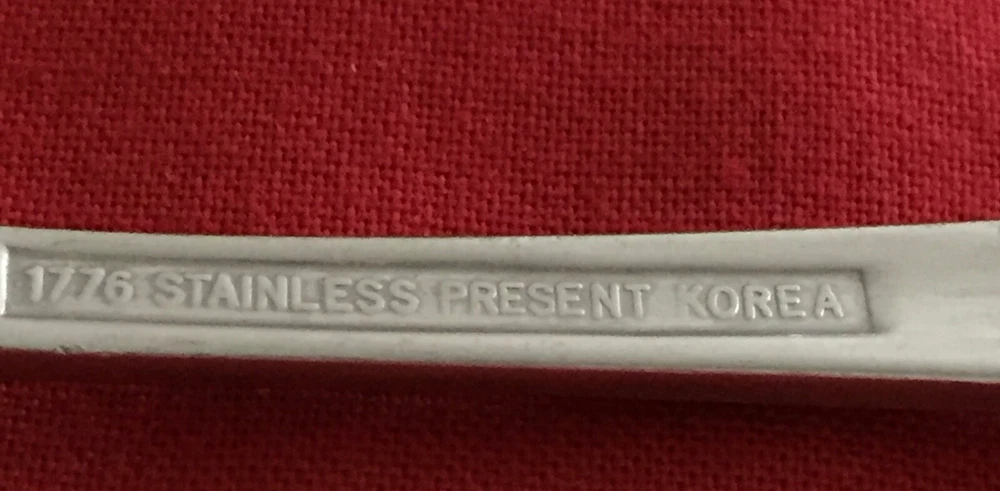 1776 STAINLESS PRESENT KOREA